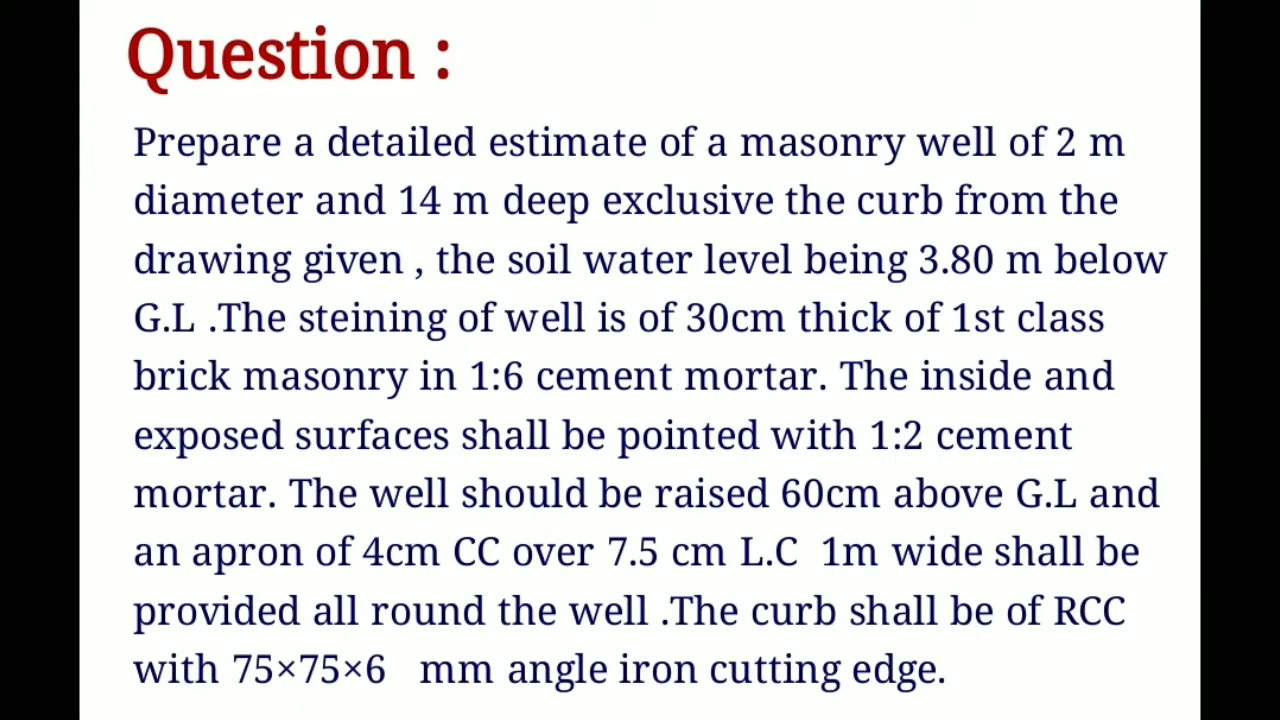 Question :
Prepare a detailed estimate of a masonry well of 2 m
diameter and 14 m deep exclusive the curb from the
drawing given , the soil water level being 3.80 m below
G.L .The steining of well is of 30cm thick of 1st class
brick masonry in 1:6 cement mortar. The inside and
exposed surfaces shall be pointed with 1:2 cement
mortar. The well should be raised 60cm above G.L and
an apron of 4cm CC over 7.5 cm L.C 1m wide shall be
provided all round the well .The curb shall be of RCC
with 75×75×6 mm angle iron cutting edge.